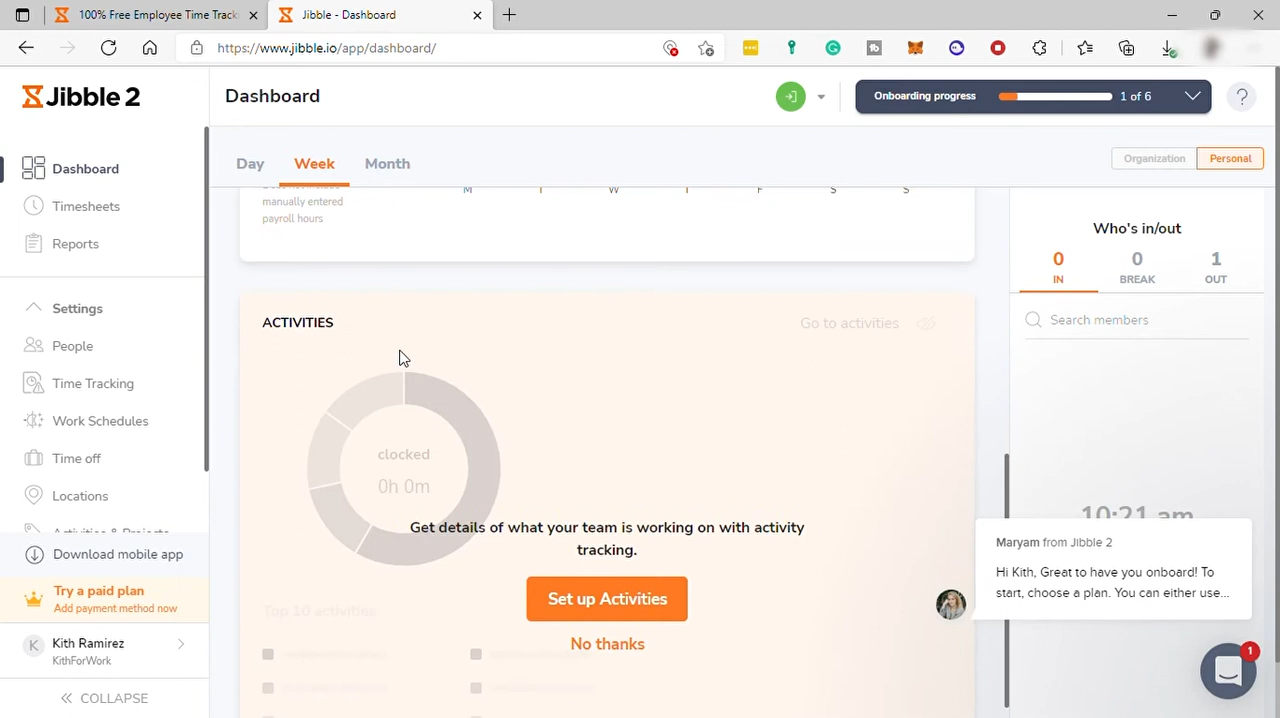 100% Free Employee Time Track
Jibble - Dashboard
https://www.jibble.io/app/dashboard/
Jibble 2
Dashboard
Onboarding progress
1 of 6
?
Dashboard
Timesheets
Reports
Settings
People
Time Tracking
Work Schedules
Time off
Locations
Activities & Projects
Download mobile app
Try a paid plan
Add payment method now
K
Kith Ramirez
KithForWork
COLLAPSE
Day
Week
Month
Organization
Personal
manually entered
payroll hours
M
T
W
T
F
S
S
ACTIVITIES
Go to activities
clocked
0h 0m
Get details of what your team is working on with activity
tracking.
Set up Activities
No thanks
Top 10 activities
Who's in/out
0
IN
0
BREAK
1
OUT
Search members
10:21 am
Maryam from Jibble 2
Hi Kith, Great to have you onboard! To
start, choose a plan. You can either use...
1